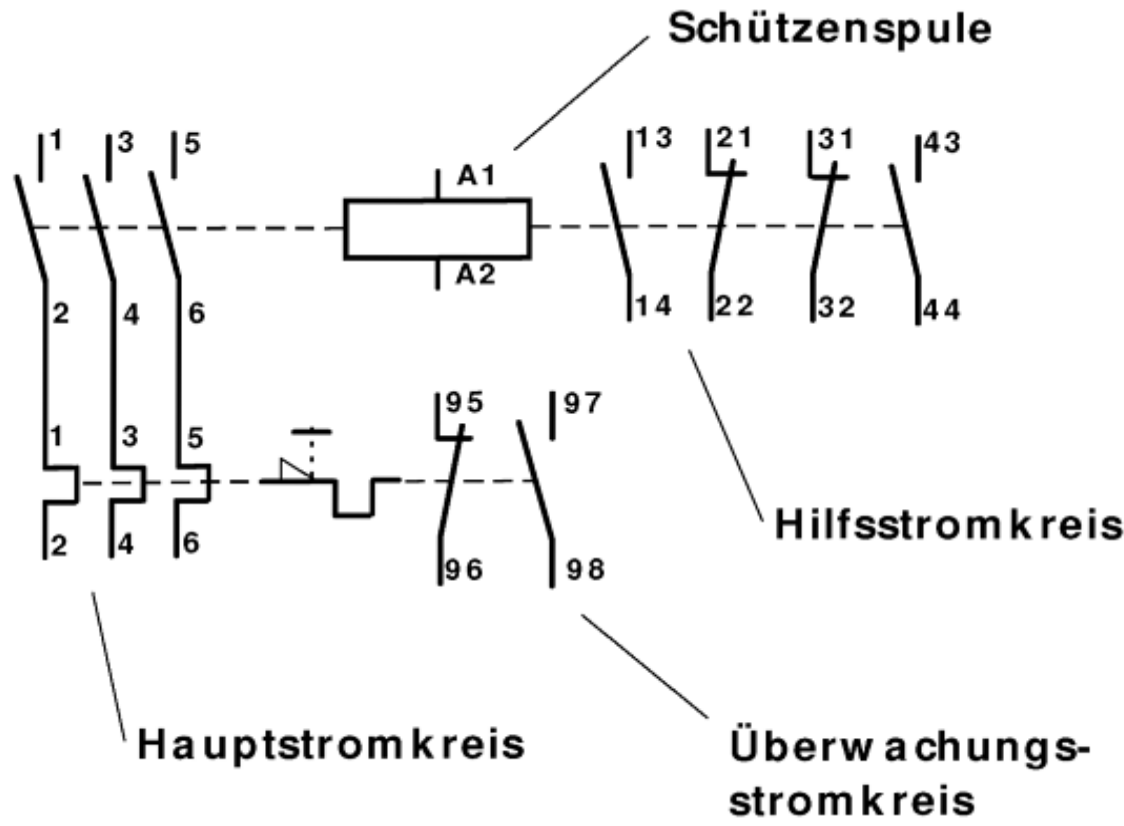 Schützenspule
1 3 5 13 21 31 43
A1
A2
2 4 6 14 22 32 44
95 97
1 3 5
Hilfsstromkreis
2 4 6 96 98
Hauptstromkreis
Überwachungs-
stromkreis